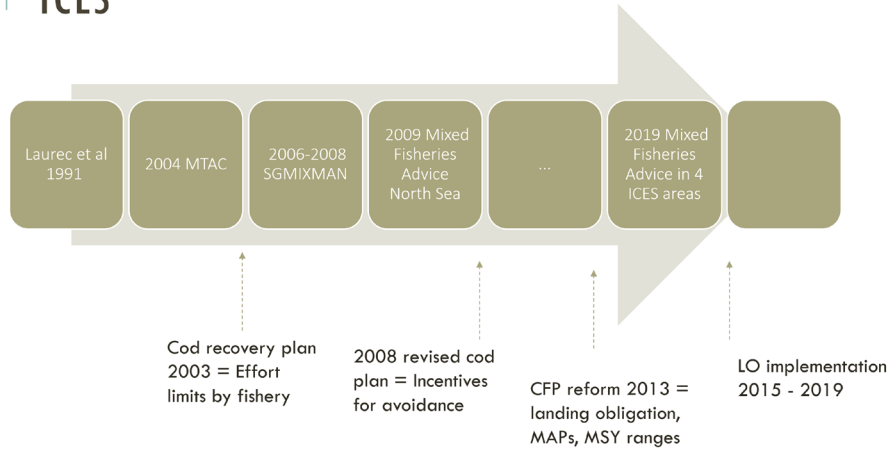 ICES
Laurec et al
1991
2004 MTAC
2006-2008
SGMIXMAN
2009 Mixed
Fisheries
Advice
North Sea
...
2019 Mixed
Fisheries
Advice in 4
ICES areas
Cod recovery plan
2003 = Effort
limits by fishery
2008 revised cod
plan = Incentives
for avoidance
CFP reform 2013 =
landing obligation,
MAPs, MSY ranges
LO implementation
2015 - 2019